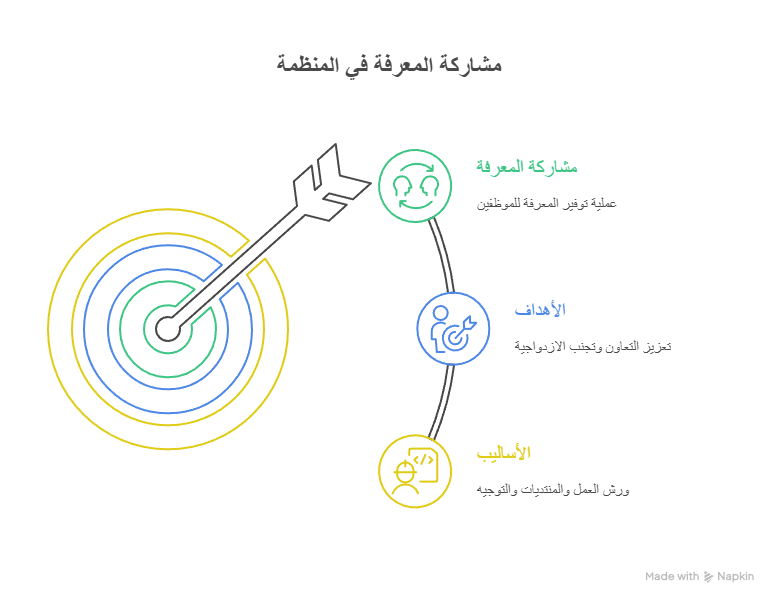 مشاركة المعرفة في المنظمة
مشاركة المعرفة
عملية توفير المعرفة للموظفين
الأهداف
تعزيز التعاون وتجنب الازدواجية
الأساليب
ورش العمل والمنتديات والتوجيه
Made with Napkin